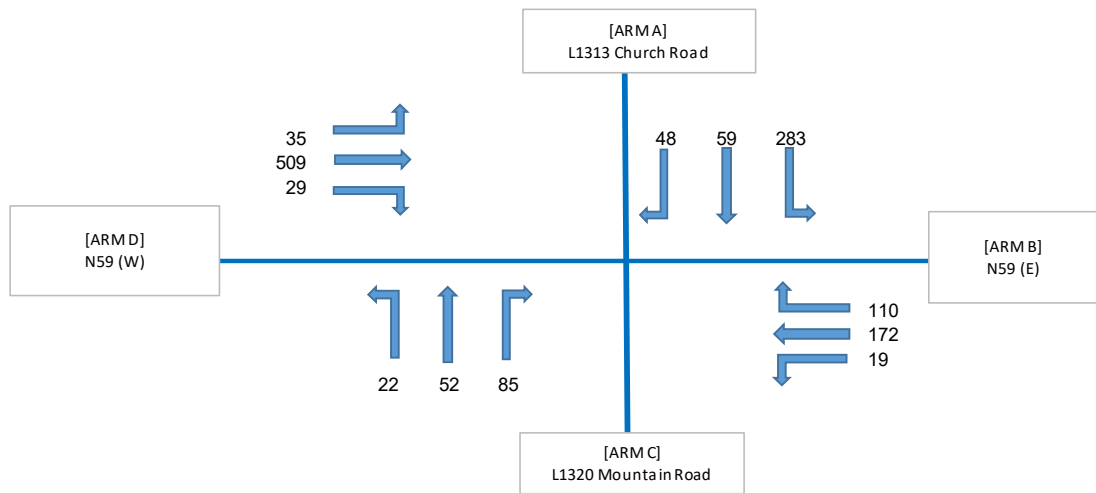 [ARM A]
L1313 Church Road
35
509
29
48 59 283
[ARM D]
N59 (W)
[ARM B]
N59 (E)
110
172
19
22 52 85
[ARM C]
L1320 Mountain Road